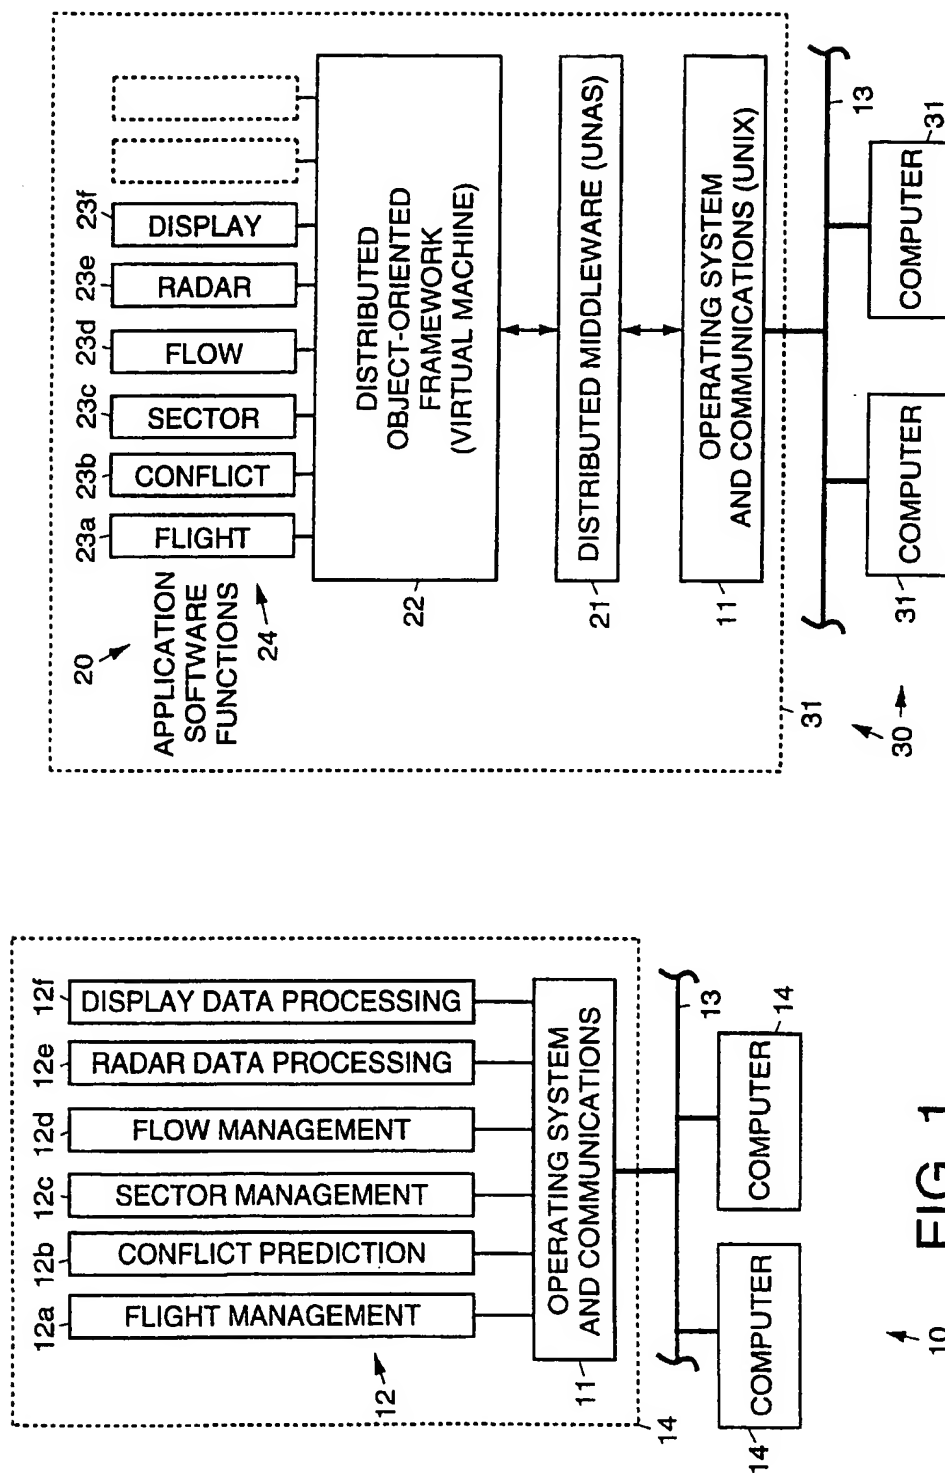 12a
12b
12c
12d
12e
12f
FLIGHT MANAGEMENT
CONFLICT PREDICTION
SECTOR MANAGEMENT
FLOW MANAGEMENT
RADAR DATA PROCESSING
DISPLAY DATA PROCESSING
12
OPERATING SYSTEM
AND COMMUNICATIONS
11
14
13
COMPUTER
14
COMPUTER
14
10
FIG. 1
20
APPLICATION
SOFTWARE
FUNCTIONS
24
23a
23b
23c
23d
23e
23f
FLIGHT
CONFLICT
SECTOR
FLOW
RADAR
DISPLAY
DISTRIBUTED
OBJECT-ORIENTED
FRAMEWORK
(VIRTUAL MACHINE)
22
DISTRIBUTED MIDDLEWARE (UNAS)
21
OPERATING SYSTEM
AND COMMUNICATIONS (UNIX)
11
31
13
30
COMPUTER
31
COMPUTER
31